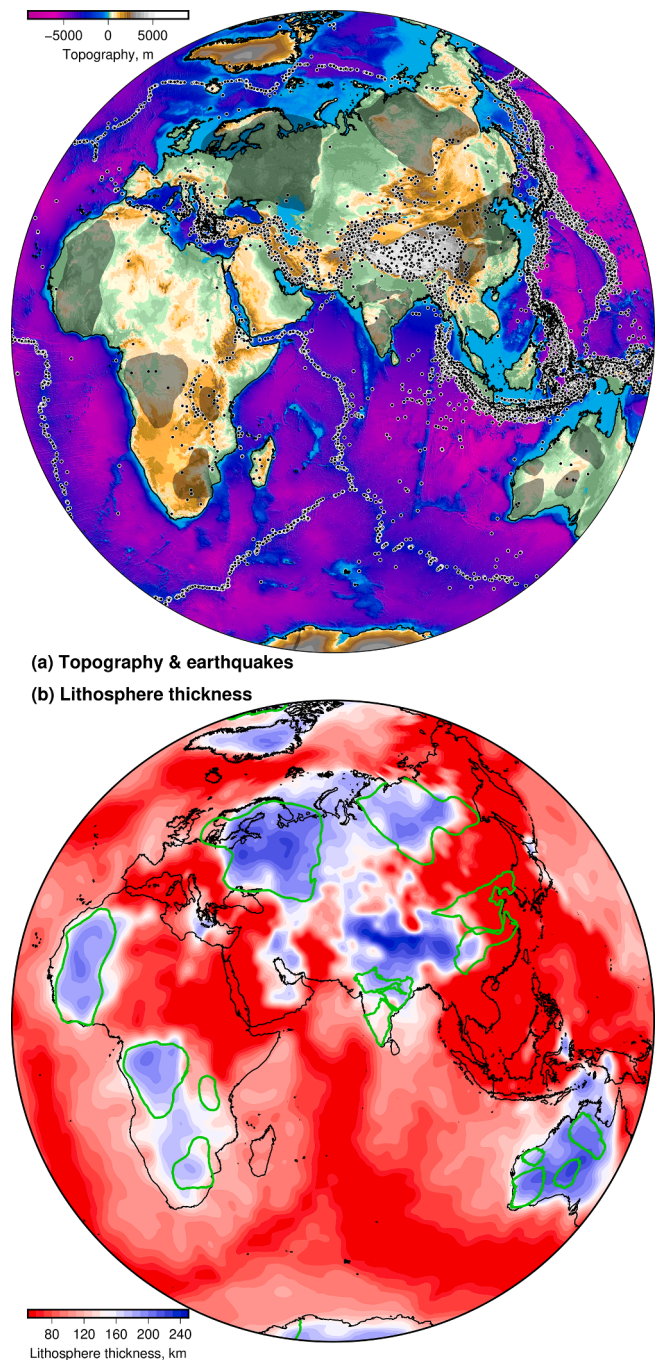 −5000 0 5000
Topography, m
(a) Topography & earthquakes
(b) Lithosphere thickness
80 120 160 200 240
Lithosphere thickness, km